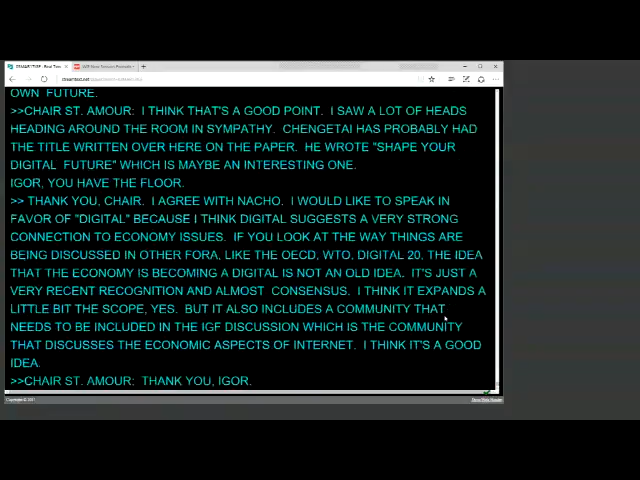 OWN FUTURE.
>>CHAIR ST. AMOUR: I THINK THAT'S A GOOD POINT. I SAW A LOT OF HEADS
HEADING AROUND THE ROOM IN SYMPATHY. CHENGETAI HAS PROBABLY HAD
THE TITLE WRITTEN OVER HERE ON THE PAPER. HE WROTE "SHAPE YOUR
DIGITAL FUTURE" WHICH IS MAYBE AN INTERESTING ONE.
IGOR, YOU HAVE THE FLOOR.
>> THANK YOU, CHAIR. I AGREE WITH NACHO. I WOULD LIKE TO SPEAK IN
FAVOR OF "DIGITAL" BECAUSE I THINK DIGITAL SUGGESTS A VERY STRONG
CONNECTION TO ECONOMY ISSUES. IF YOU LOOK AT THE WAY THINGS ARE
BEING DISCUSSED IN OTHER FORA, LIKE THE OECD, WTO, DIGITAL 20, THE IDEA
THAT THE ECONOMY IS BECOMING A DIGITAL IS NOT AN OLD IDEA. IT'S JUST A
VERY RECENT RECOGNITION AND ALMOST CONSENSUS. I THINK IT EXPANDS A
LITTLE BIT THE SCOPE, YES. BUT IT ALSO INCLUDES A COMMUNITY THAT
NEEDS TO BE INCLUDED IN THE IGF DISCUSSION WHICH IS THE COMMUNITY
THAT DISCUSSES THE ECONOMIC ASPECTS OF INTERNET. I THINK IT'S A GOOD
IDEA.
>>CHAIR ST. AMOUR: THANK YOU, IGOR.